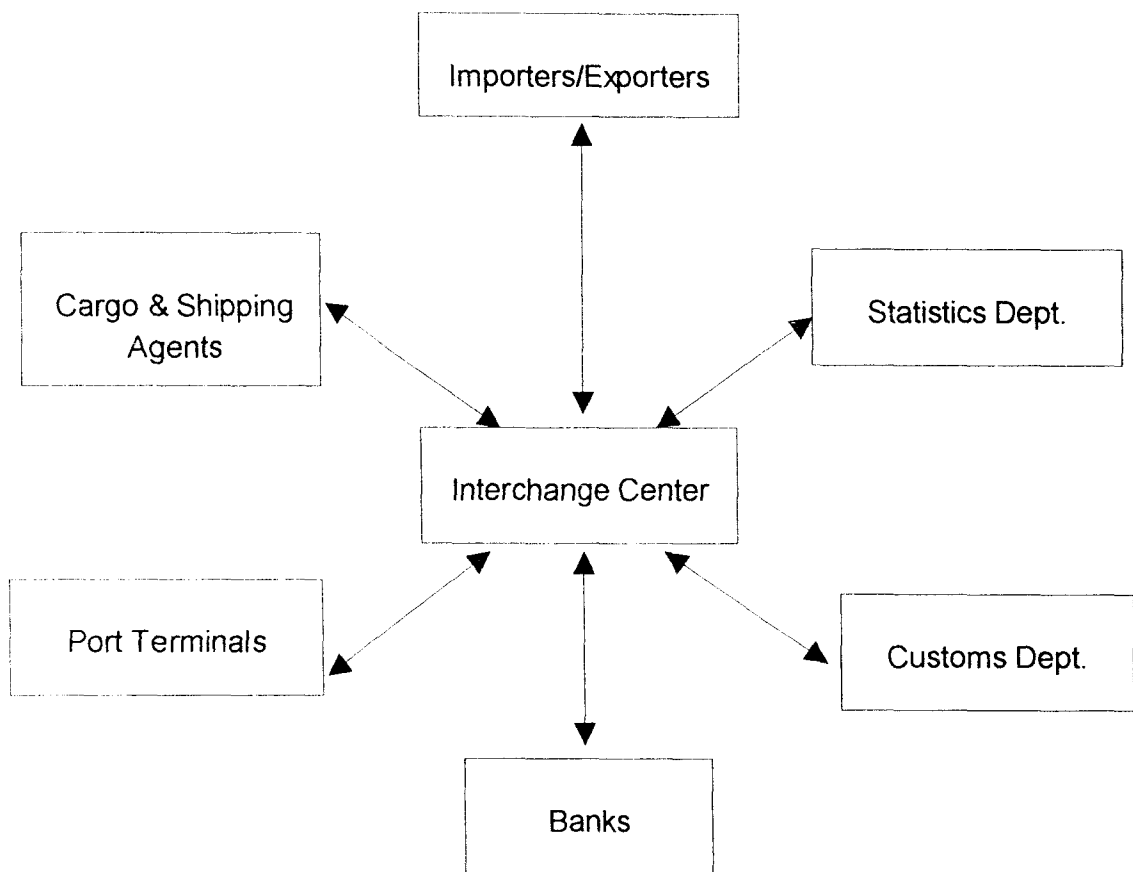 Importers/Exporters
Cargo & Shipping
Agents
Statistics Dept.
Interchange Center
Port Terminals
Customs Dept.
Banks